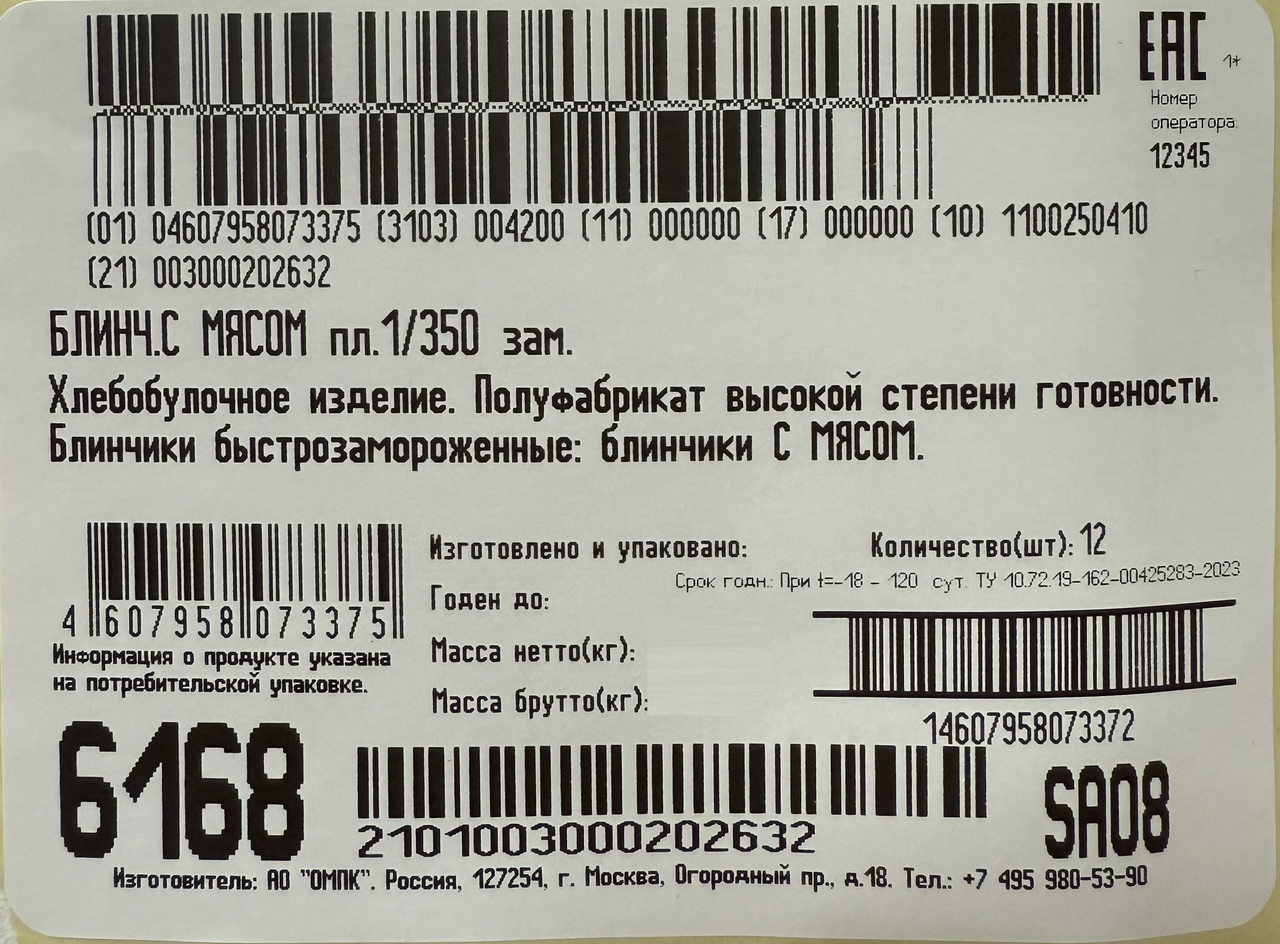 EAC 1*
Номер
оператора:
12345
(01) 04607958073375 (3103) 004200 (11) 000000 (17) 000000 (10) 1100250410
(21) 003000202632
БЛИНЧ.С МЯСОМ пл.1/350 зам.
Хлебобулочное изделие. Полуфабрикат высокой степени готовности.
Блинчики быстрозамороженные: блинчики С МЯСОМ.
Изготовлено и упаковано:
Количество(шт): 12
Срок годн.: При t=-18 - 120 сут. ТУ 10.72.19-162-00425283-2023
Годен до:
Масса нетто(кг):
Масса брутто(кг):
4 607958 073375
Информация о продукте указана
на потребительской упаковке.
14607958073372
6168
2101003000202632
SA08
Изготовитель: АО "ОМПК". Россия, 127254, г. Москва, Огородный пр., д.18. Тел.: +7 495 980-53-90